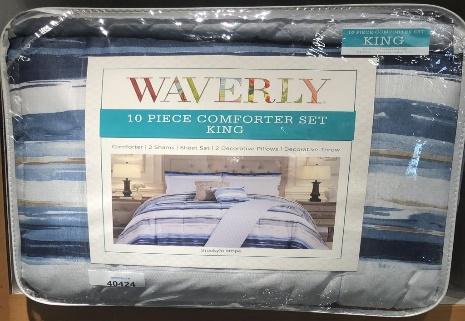 10 PIECE COMFORTER SET
KING
WAVERLY
10 PIECE COMFORTER SET
KING
Comforter | 2 Shams | Sheet Set | 2 Decorative Pillows | Decorative Throw
40424